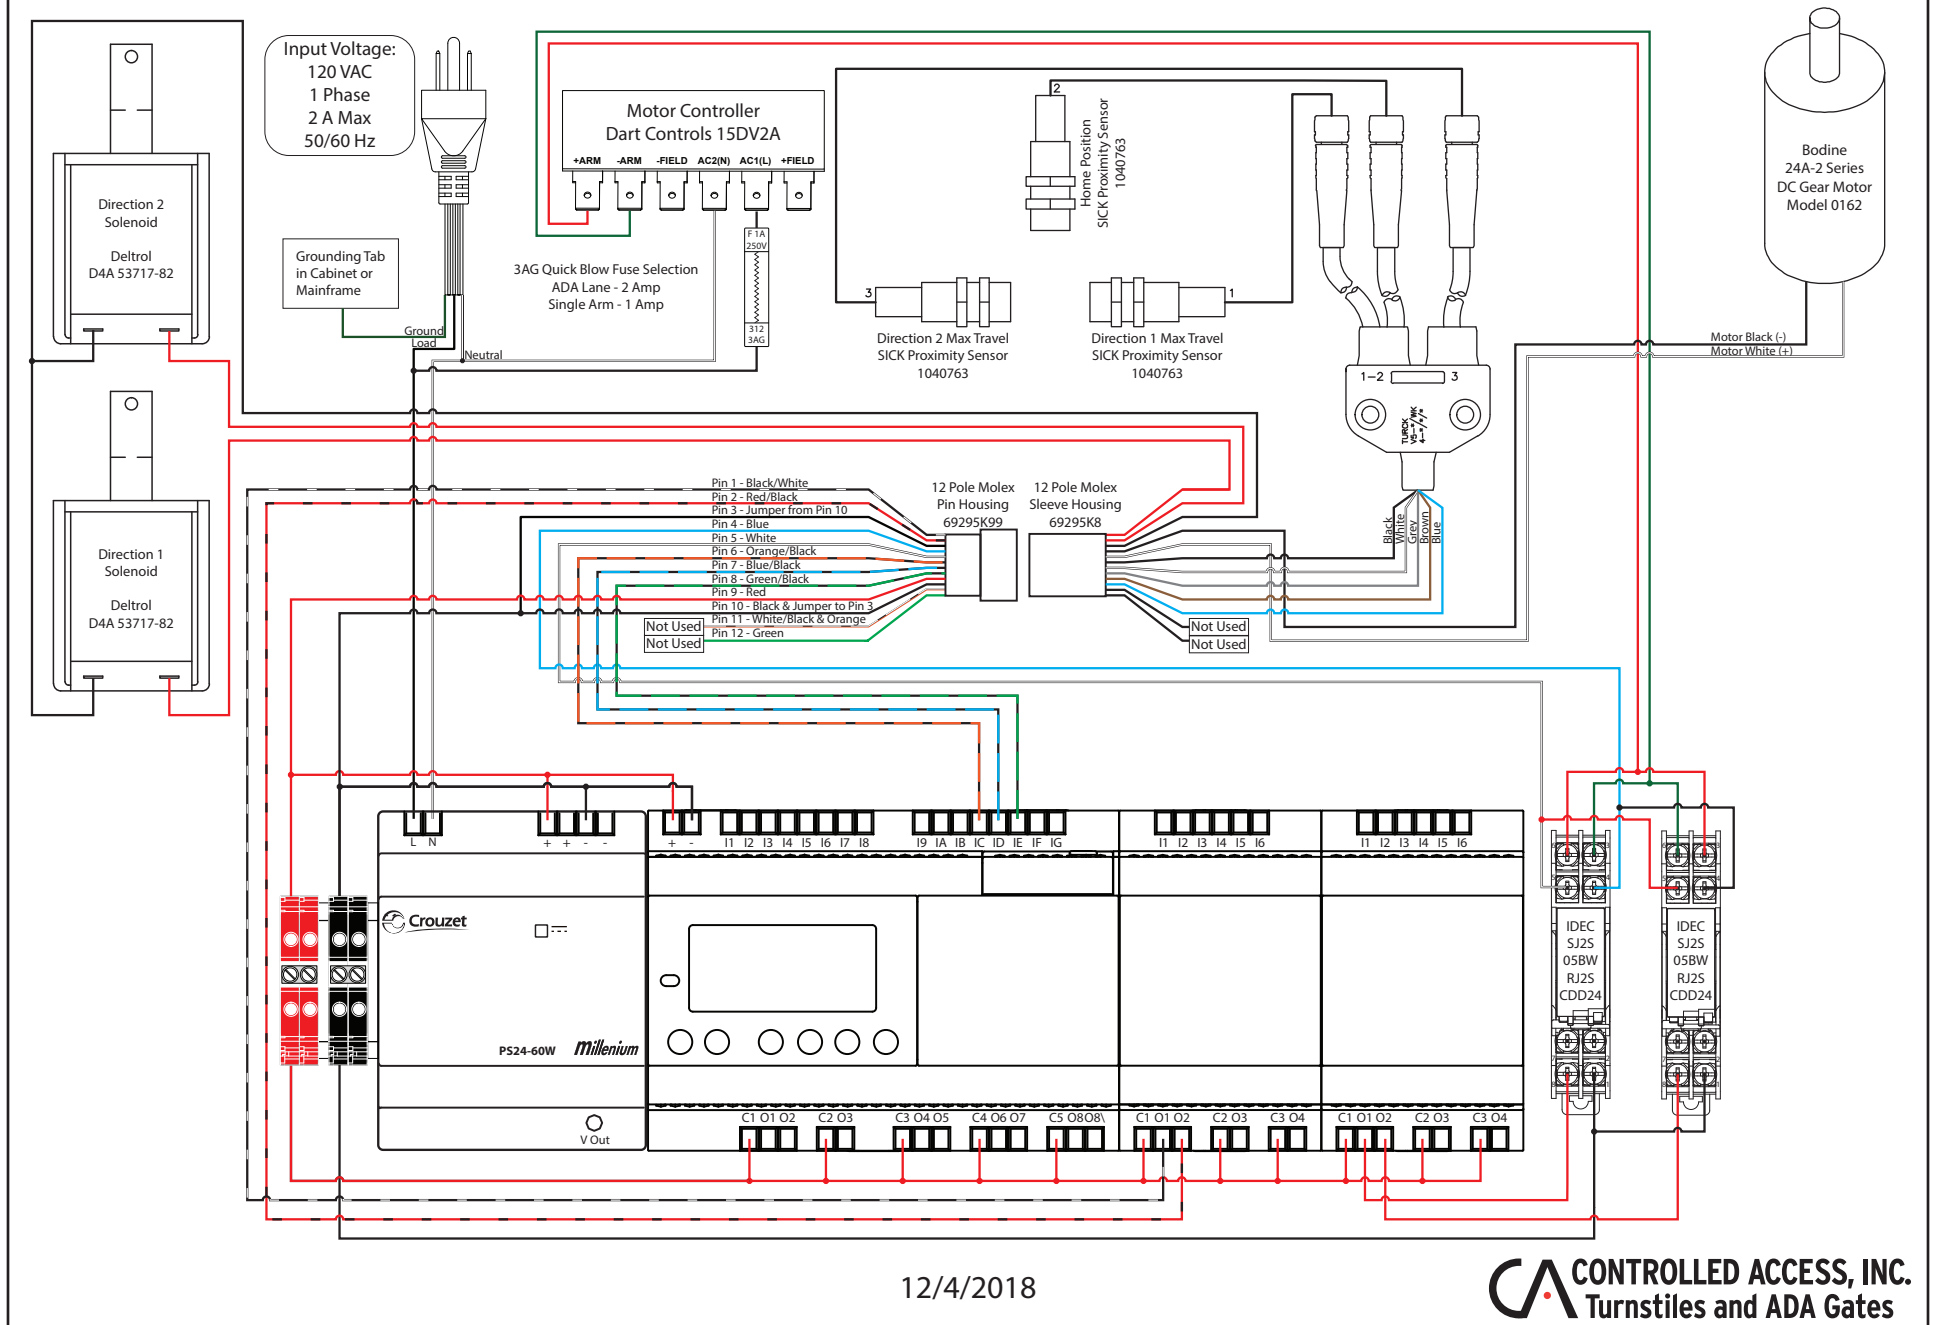 Input Voltage:
120 VAC
1 Phase
2 A Max
50/60 Hz
Direction 2
Solenoid
Deltrol
D4A 53717-82
Grounding Tab
in Cabinet or
Mainframe
Ground
Load
Neutral
Motor Controller
Dart Controls 15DV2A
+ARM -ARM -FIELD AC2(N) AC1(L) +FIELD
F 1A
250V
312
3AG
3AG Quick Blow Fuse Selection
ADA Lane - 2 Amp
Single Arm - 1 Amp
2
Home Position
SICK Proximity Sensor
1040763
3
Direction 2 Max Travel
SICK Proximity Sensor
1040763
1
Direction 1 Max Travel
SICK Proximity Sensor
1040763
Bodine
24A-2 Series
DC Gear Motor
Model 0162
Motor Black (-)
Motor White (+)
1-2 3
TURCK
Black
White
Grey
Brown
Blue
Direction 1
Solenoid
Deltrol
D4A 53717-82
Pin 1 - Black/White
Pin 2 - Red/Black
Pin 3 - Jumper from Pin 10
Pin 4 - Blue
Pin 5 - White
Pin 6 - Orange/Black
Pin 7 - Blue/Black
Pin 8 - Green/Black
Pin 9 - Red
Pin 10 - Black & Jumper to Pin 3
Pin 11 - White/Black & Orange
Pin 12 - Green
Not Used
Not Used
12 Pole Molex
Pin Housing
69295K99
12 Pole Molex
Sleeve Housing
69295K8
Not Used
Not Used
L N
+ + - -
+ -
I1 I2 I3 I4 I5 I6 I7 I8
I9 IA IB IC ID IE IF IG
I1 I2 I3 I4 I5 I6
I1 I2 I3 I4 I5 I6
Crouzet
PS24-60W Millenium
V Out
IDEC
SJ2S
05BW
RJ2S
CDD24
IDEC
SJ2S
05BW
RJ2S
CDD24
C1 O1 O2 C2 O3 C3 O4 O5 C4 O6 O7 C5 O8O8\
C1 O1 O2 C2 O3 C3 O4
C1 O1 O2 C2 O3 C3 O4
12/4/2018
CA CONTROLLED ACCESS, INC.
Turnstiles and ADA Gates